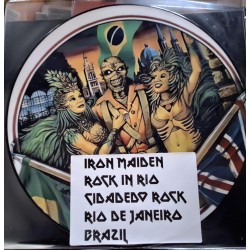 IRON MAIDEN
ROCK IN RIO
CIDADEDO ROCK
RIO DE JANEIRO
BRAZIL